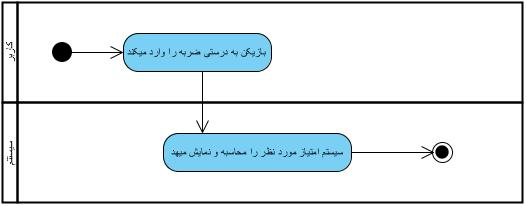 کاربر
بازیکن به درستی ضربه را وارد میکند
سیستم
سیستم امتیاز مورد نظر را محاسبه و نمایش میهد